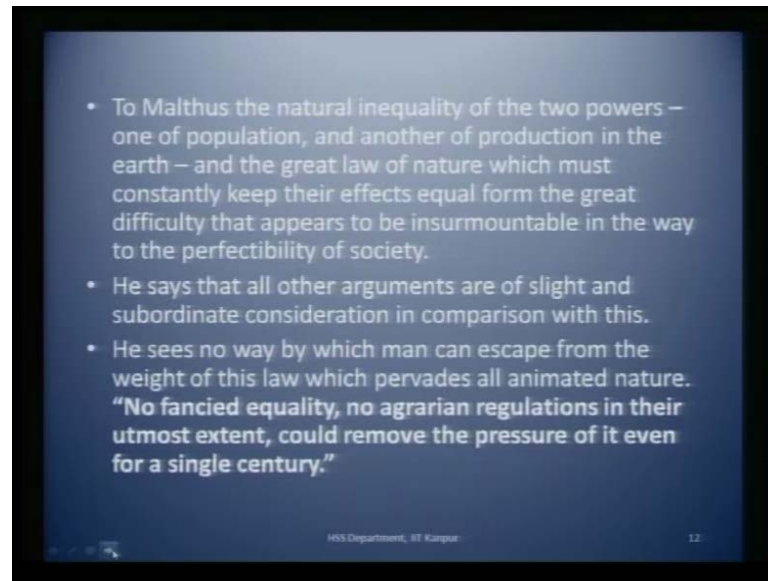 • To Malthus the natural inequality of the two powers –
one of population, and another of production in the
earth – and the great law of nature which must
constantly keep their effects equal form the great
difficulty that appears to be insurmountable in the way
to the perfectibility of society.
• He says that all other arguments are of slight and
subordinate consideration in comparison with this.
• He sees no way by which man can escape from the
weight of this law which pervades all animated nature.
“No fancied equality, no agrarian regulations in their
utmost extent, could remove the pressure of it even
for a single century.”
HSS Department, IIT Kanpur
12